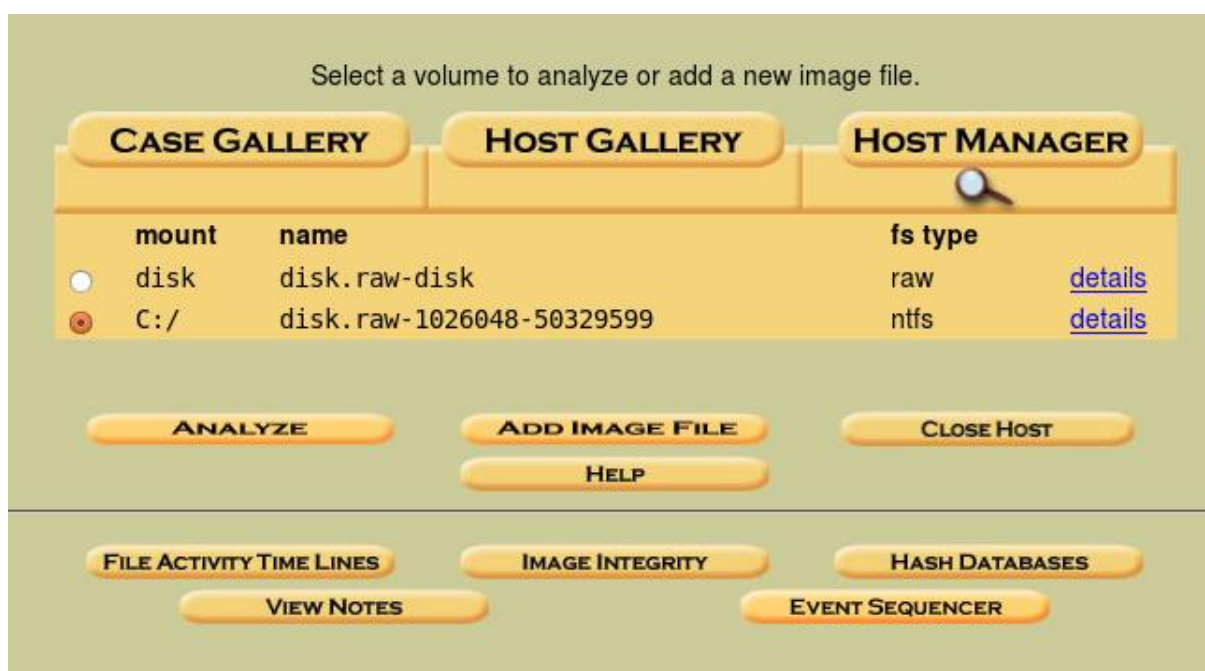 Select a volume to analyze or add a new image file.
CASE GALLERY HOST GALLERY HOST MANAGER
mount name fs type
disk disk.raw-disk raw details
C:/ disk.raw-1026048-50329599 ntfs details
ANALYZE ADD IMAGE FILE CLOSE HOST
HELP
FILE ACTIVITY TIME LINES IMAGE INTEGRITY HASH DATABASES
VIEW NOTES EVENT SEQUENCER